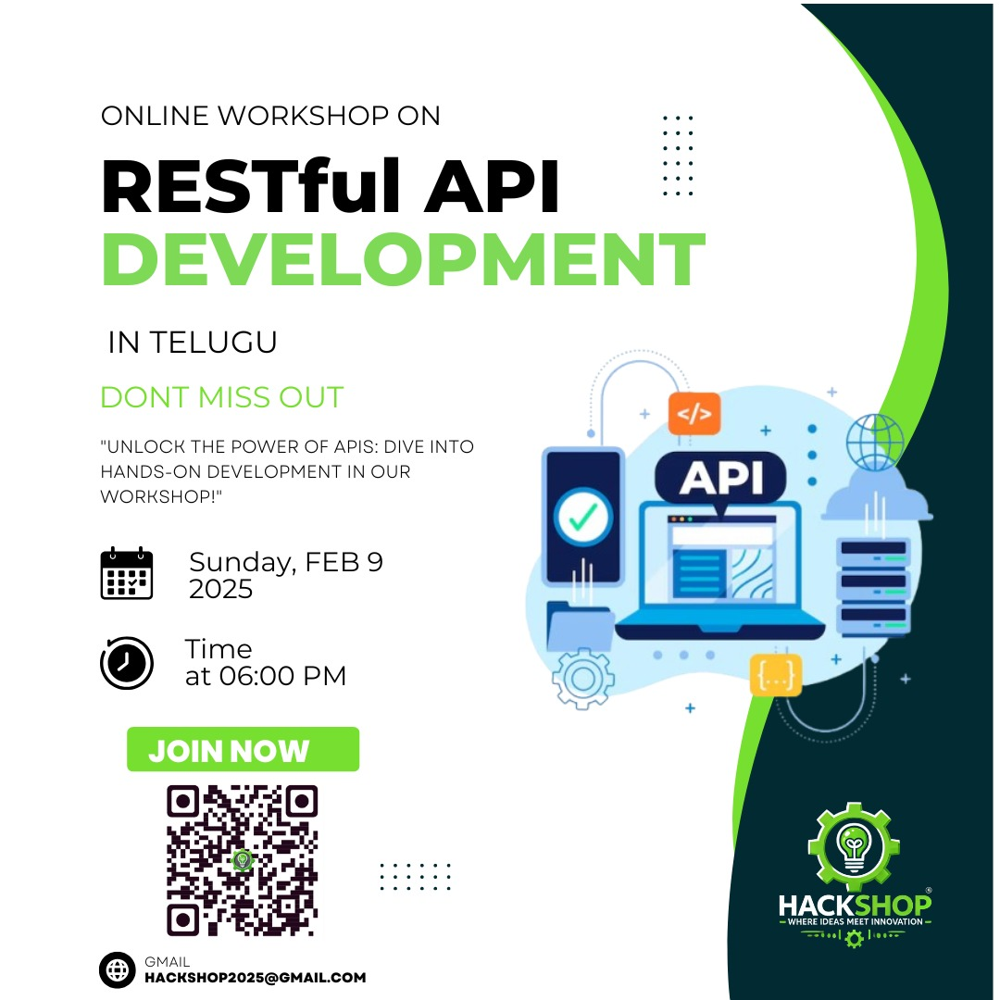 ONLINE WORKSHOP ON
RESTful API
DEVELOPMENT
IN TELUGU
DONT MISS OUT
"UNLOCK THE POWER OF APIS: DIVE INTO
HANDS-ON DEVELOPMENT IN OUR
WORKSHOP!"
</>
API
{...}
Sunday, FEB 9
2025
Time
at 06:00 PM
JOIN NOW
GMAIL
HACKSHOP2025@GMAIL.COM
HACKSHOP
WHERE IDEAS MEET INNOVATION